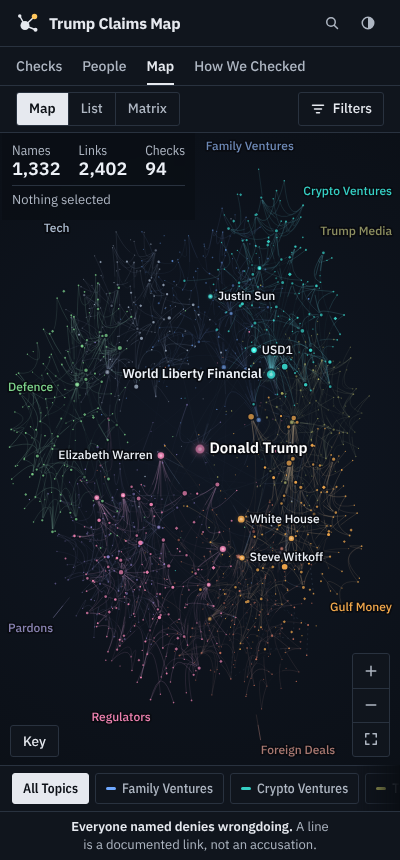 Trump Claims Map
Checks People Map How We Checked
Map List Matrix Filters
Names Links Checks
1,332 2,402 94
Nothing selected
Family Ventures
Crypto Ventures
Tech
Trump Media
Justin Sun
USD1
World Liberty Financial
Defence
Donald Trump
Elizabeth Warren
White House
Steve Witkoff
Gulf Money
Pardons
Regulators
Key
Foreign Deals
All Topics Family Ventures Crypto Ventures
Everyone named denies wrongdoing. A line
is a documented link, not an accusation.